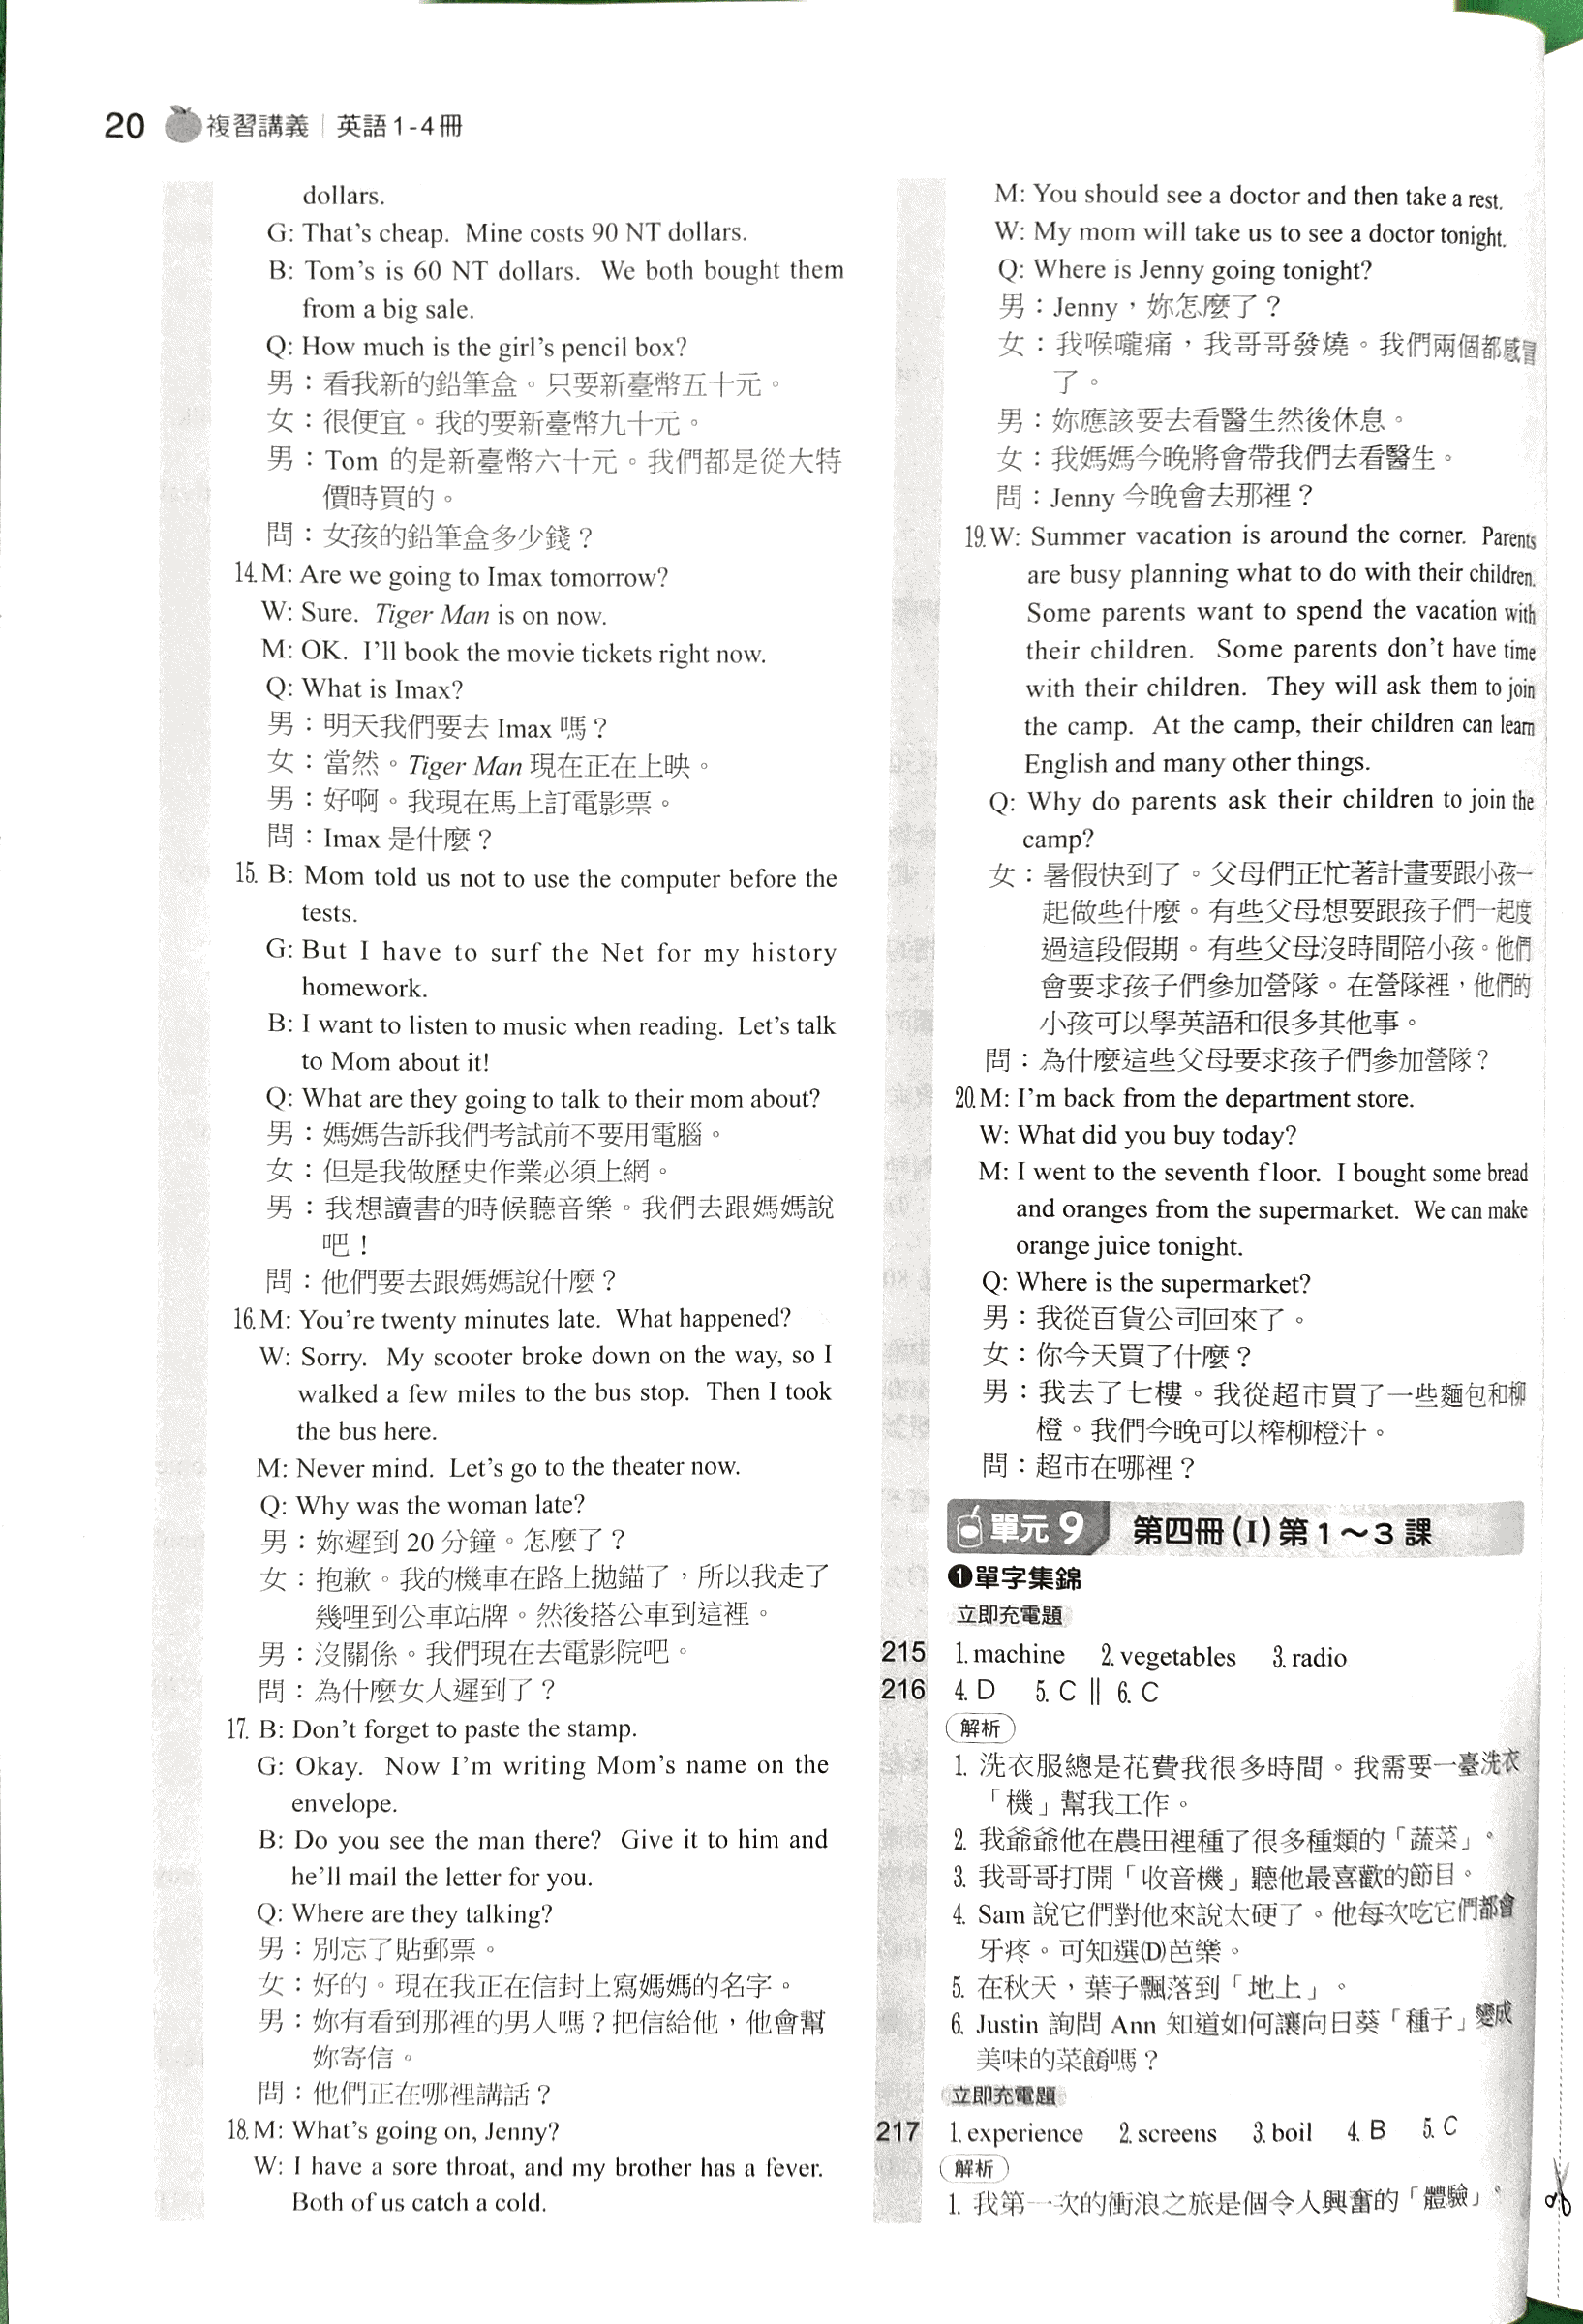 20 複習講義｜英語1-4冊
dollars.
G: That's cheap. Mine costs 90 NT dollars.
B: Tom's is 60 NT dollars. We both bought them
from a big sale.
Q: How much is the girl's pencil box?
男：看我新的鉛筆盒。只要新臺幣五十元。
女：很便宜。我的要新臺幣九十元。
男：Tom 的是新臺幣六十元。我們都是從大特
價時買的。
問：女孩的鉛筆盒多少錢？
14. M: Are we going to Imax tomorrow?
W: Sure. Tiger Man is on now.
M: OK. I'll book the movie tickets right now.
Q: What is Imax?
男：明天我們要去 Imax 嗎？
女：當然。Tiger Man 現在正在上映。
男：好啊。我現在馬上訂電影票。
問：Imax 是什麼？
15. B: Mom told us not to use the computer before the
tests.
G: But I have to surf the Net for my history
homework.
B: I want to listen to music when reading. Let's talk
to Mom about it!
Q: What are they going to talk to their mom about?
男：媽媽告訴我們考試前不要用電腦。
女：但是我做歷史作業必須上網。
男：我想讀書的時候聽音樂。我們去跟媽媽說
吧！
問：他們要去跟媽媽說什麼？
16. M: You're twenty minutes late. What happened?
W: Sorry. My scooter broke down on the way, so I
walked a few miles to the bus stop. Then I took
the bus here.
M: Never mind. Let's go to the theater now.
Q: Why was the woman late?
男：妳遲到 20 分鐘。怎麼了？
女：抱歉。我的機車在路上拋錨了，所以我走了
幾哩到公車站牌。然後搭公車到這裡。
男：沒關係。我們現在去電影院吧。
問：為什麼女人遲到了？
17. B: Don't forget to paste the stamp.
G: Okay. Now I'm writing Mom's name on the
envelope.
B: Do you see the man there? Give it to him and
he'll mail the letter for you.
Q: Where are they talking?
男：別忘了貼郵票。
女：好的。現在我正在信封上寫媽媽的名字。
男：妳有看到那裡的男人嗎？把信給他，他會幫
妳寄信。
問：他們正在哪裡講話？
18. M: What's going on, Jenny?
W: I have a sore throat, and my brother has a fever.
Both of us catch a cold.
M: You should see a doctor and then take a rest.
W: My mom will take us to see a doctor tonight.
Q: Where is Jenny going tonight?
男：Jenny，妳怎麼了？
女：我喉嚨痛，我哥哥發燒。我們兩個都感冒
了。
男：妳應該要去看醫生然後休息。
女：我媽媽今晚將會帶我們去看醫生。
問：Jenny 今晚會去那裡？
19. W: Summer vacation is around the corner. Parents
are busy planning what to do with their children.
Some parents want to spend the vacation with
their children. Some parents don't have time
with their children. They will ask them to join
the camp. At the camp, their children can learn
English and many other things.
Q: Why do parents ask their children to join the
camp?
女：暑假快到了。父母們正忙著計畫要跟小孩一
起做些什麼。有些父母想要跟孩子們一起度
過這段假期。有些父母沒時間陪小孩。他們
會要求孩子們參加營隊。在營隊裡，他們的
小孩可以學英語和很多其他事。
問：為什麼這些父母要求孩子們參加營隊？
20. M: I'm back from the department store.
W: What did you buy today?
M: I went to the seventh floor. I bought some bread
and oranges from the supermarket. We can make
orange juice tonight.
Q: Where is the supermarket?
男：我從百貨公司回來了。
女：你今天買了什麼？
男：我去了七樓。我從超市買了一些麵包和柳
橙。我們今晚可以榨柳橙汁。
問：超市在哪裡？
單元 9 第四冊(I)第 1～3 課
❶單字集錦
立即充電題
215 1. machine 2. vegetables 3. radio
216 4. D 5. C || 6. C
解析
1. 洗衣服總是花費我很多時間。我需要一臺洗衣
「機」幫我工作。
2. 我爺爺他在農田裡種了很多種類的「蔬菜」。
3. 我哥哥打開「收音機」聽他最喜歡的節目。
4. Sam 說它們對他來說太硬了。他每次吃它們都會
牙疼。可知選(D)芭樂。
5. 在秋天，葉子飄落到「地上」。
6. Justin 詢問 Ann 知道如何讓向日葵「種子」變成
美味的菜餚嗎？
立即充電題
217 1. experience 2. screens 3. boil 4. B 5. C
解析
1. 我第一次的衝浪之旅是個令人興奮的「體驗」。